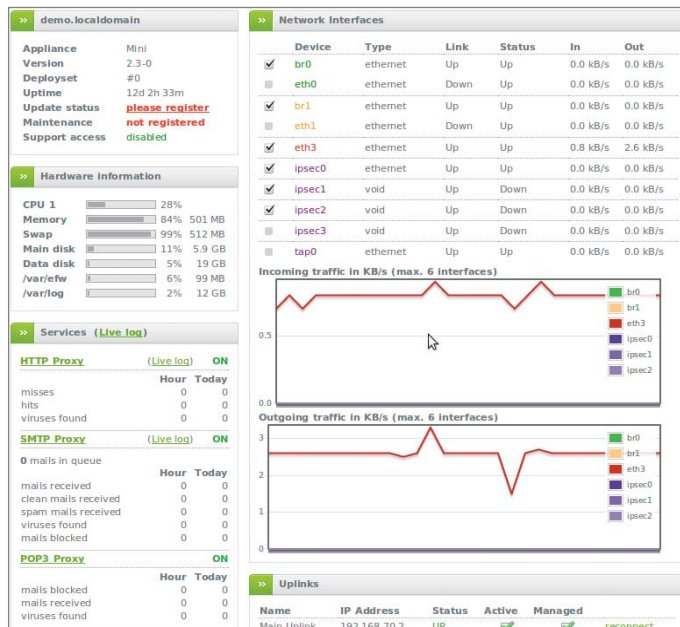 demo.localdomain
Appliance Mini
Version 2.3-0
Deployset #0
Uptime 12d 2h 33m
Update status please register
Maintenance not registered
Support access disabled
Hardware information
CPU 1 28%
Memory 84% 501 MB
Swap 99% 512 MB
Main disk 11% 5.9 GB
Data disk 5% 19 GB
/var/efw 6% 99 MB
/var/log 2% 12 GB
Services (Live log)
HTTP Proxy (Live log) ON
Hour Today
misses 0 0
hits 0 0
viruses found 0 0
SMTP Proxy (Live log) ON
0 mails in queue
Hour Today
mails received 0 0
clean mails received 0 0
spam mails received 0 0
viruses found 0 0
mails blocked 0 0
POP3 Proxy ON
Hour Today
mails blocked 0 0
mails received 0 0
viruses found 0 0
Network Interfaces
Device Type Link Status In Out
br0 ethernet Up Up 0.0 kB/s 0.0 kB/s
eth0 ethernet Down Up 0.0 kB/s 0.0 kB/s
br1 ethernet Up Up 0.0 kB/s 0.0 kB/s
eth1 ethernet Down Up 0.0 kB/s 0.0 kB/s
eth3 ethernet Up Up 0.8 kB/s 2.6 kB/s
ipsec0 ethernet Up Up 0.0 kB/s 0.0 kB/s
ipsec1 void Up Down 0.0 kB/s 0.0 kB/s
ipsec2 void Up Down 0.0 kB/s 0.0 kB/s
ipsec3 void Up Down 0.0 kB/s 0.0 kB/s
tap0 ethernet Up Up 0.0 kB/s 0.0 kB/s
Incoming traffic in KB/s (max. 6 interfaces)
br0
br1
eth3
0.5
ipsec0
ipsec1
ipsec2
0.0
Outgoing traffic in KB/s (max. 6 interfaces)
3
br0
br1
eth3
2
ipsec0
ipsec1
1
ipsec2
0
Uplinks
Name IP Address Status Active Managed
Main Uplink 192.168.70.2 UP reconnect